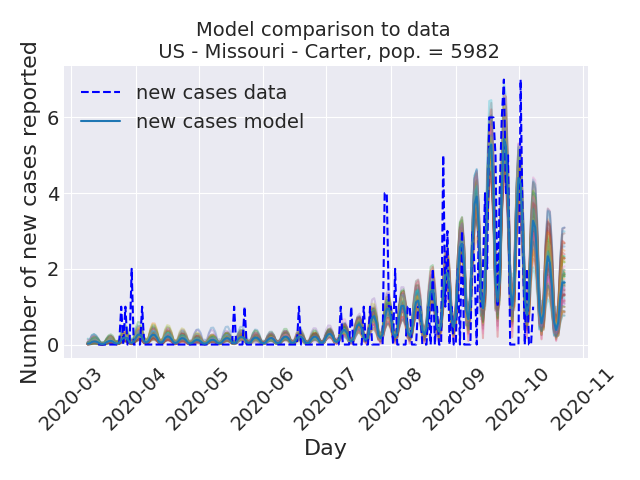 Model comparison to data
US - Missouri - Carter, pop. = 5982
new cases data
new cases model
Number of new cases reported
6
4
2
0
2020-03
2020-04
2020-05
2020-06
2020-07
2020-08
2020-09
2020-10
2020-11
Day